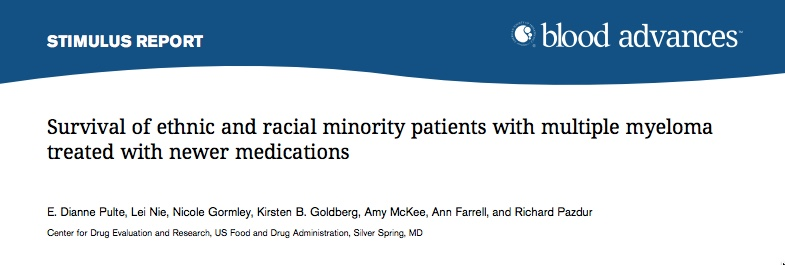 STIMULUS REPORT
blood advances™
Survival of ethnic and racial minority patients with multiple myeloma
treated with newer medications
E. Dianne Pulte, Lei Nie, Nicole Gormley, Kirsten B. Goldberg, Amy McKee, Ann Farrell, and Richard Pazdur
Center for Drug Evaluation and Research, US Food and Drug Administration, Silver Spring, MD